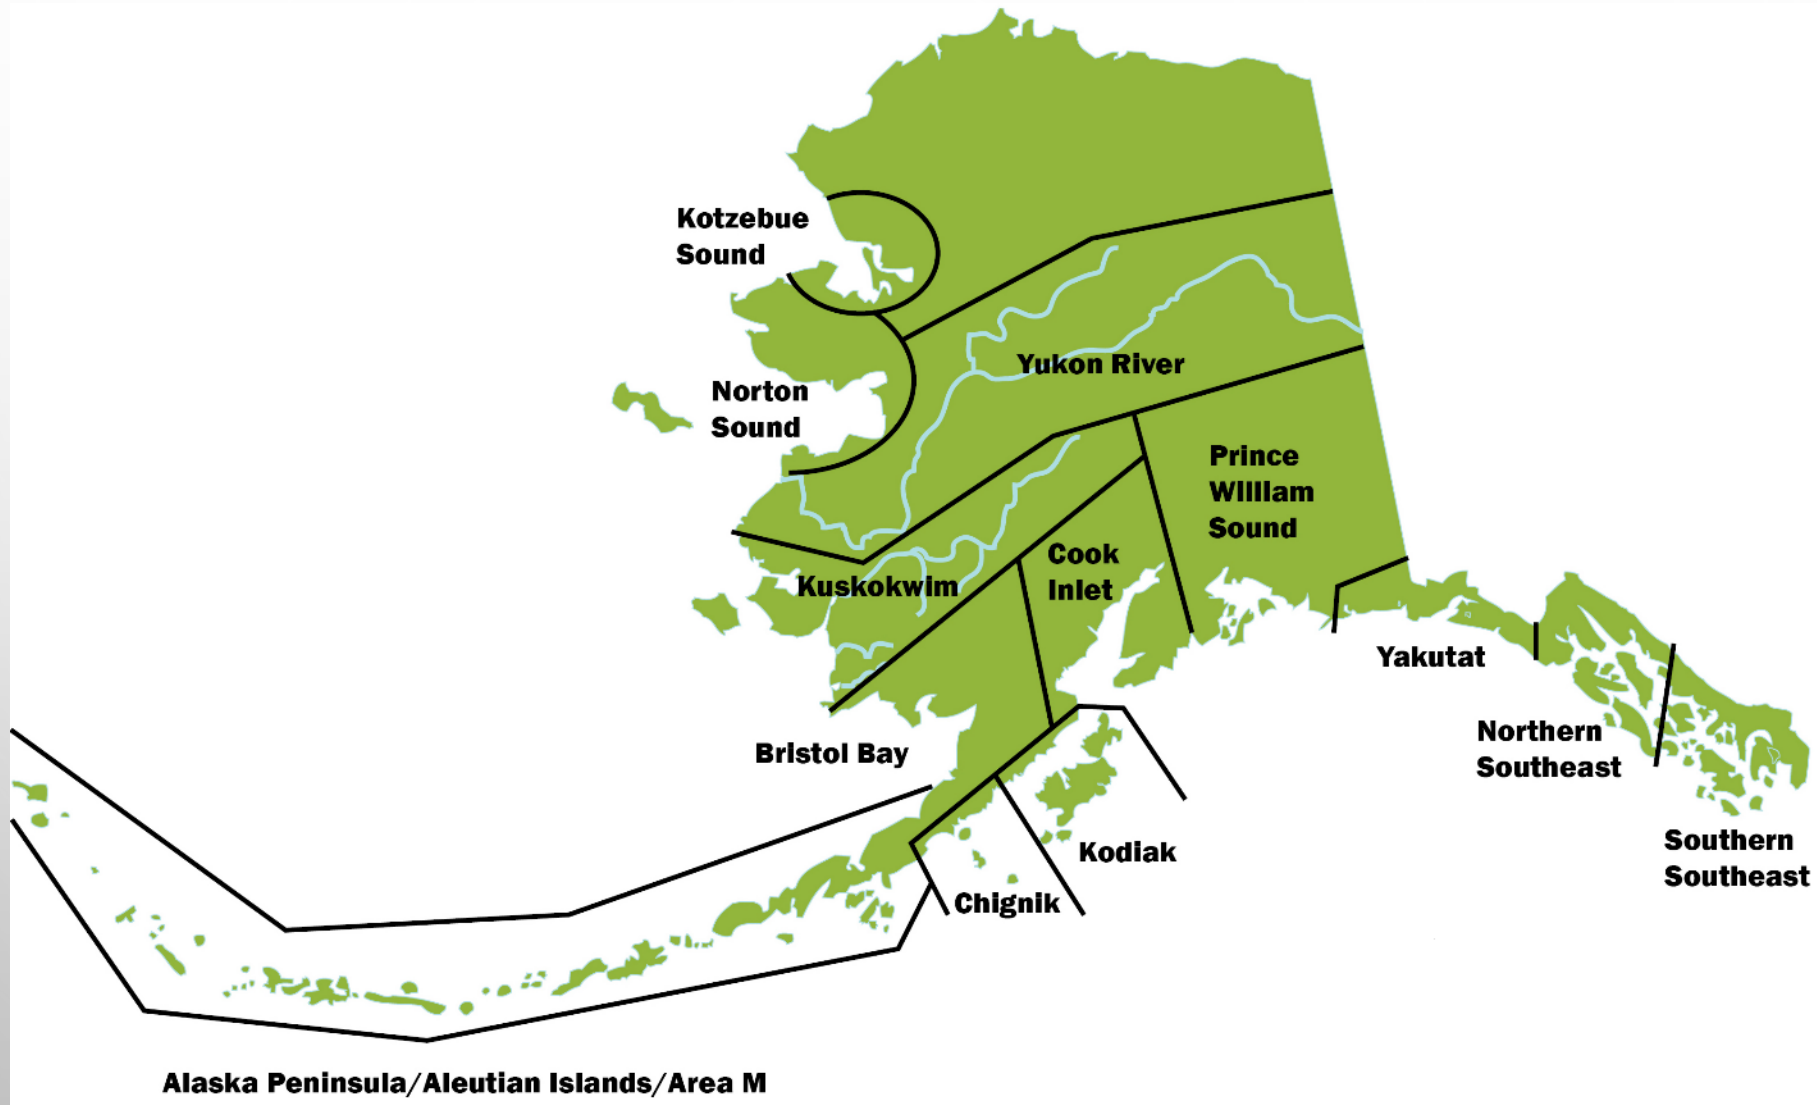 Kotzebue
Sound
Norton
Sound
Yukon River
Prince
WIIIIam
Sound
Cook
Inlet
Kuskokwim
Yakutat
Bristol Bay
Northern
Southeast
Kodiak
Southern
Southeast
Chignik
Alaska Peninsula/Aleutian Islands/Area M